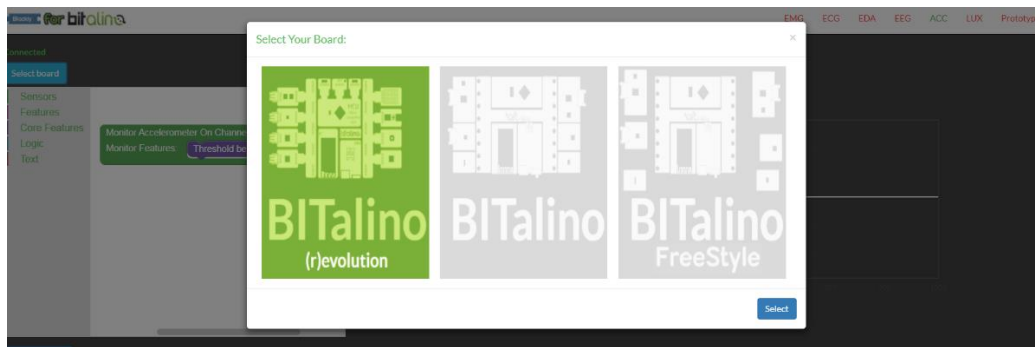 for bitalino
EMG ECG EDA EEG ACC LUX Prototyp
Select Your Board:
×
Connected
Select board
Sensors
Features
Core Features
Logic
Text
Monitor Accelerometer On Channe
Monitor Features: Threshold be
BITalino
(r)evolution
BITalino
BITalino
FreeStyle
Select